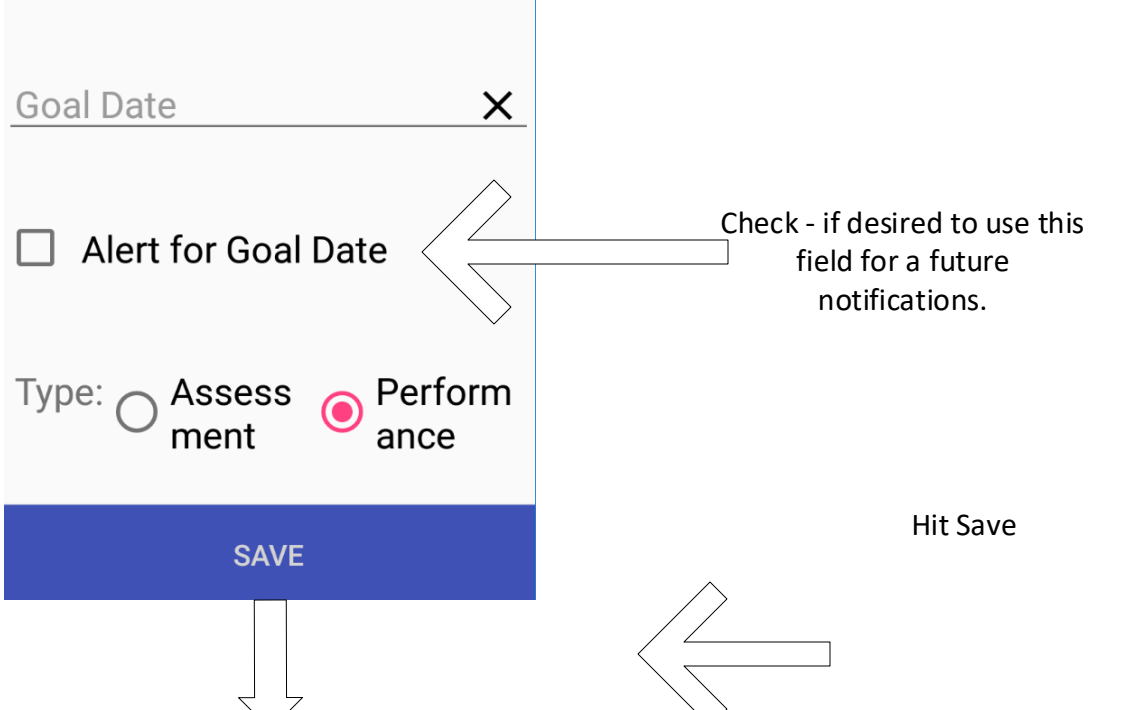 Goal Date
Alert for Goal Date
Check - if desired to use this
field for a future
notifications.
Type:
Assess
ment
Perform
ance
Hit Save
SAVE